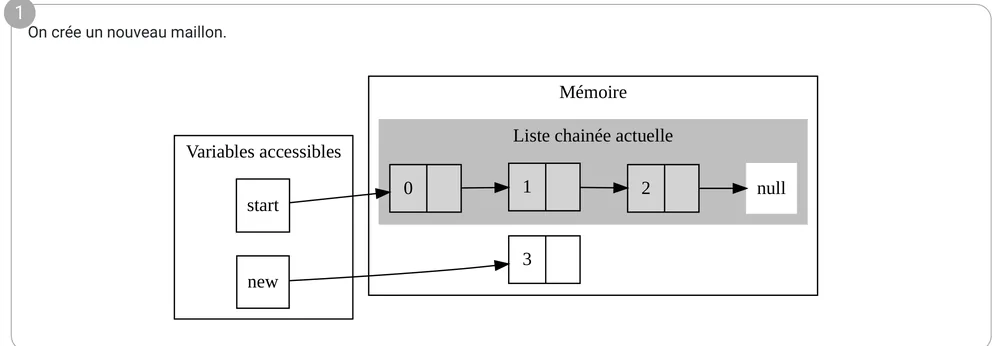 1
On crée un nouveau maillon.
Mémoire
Liste chainée actuelle
Variables accessibles
0
1
2
null
start
3
new